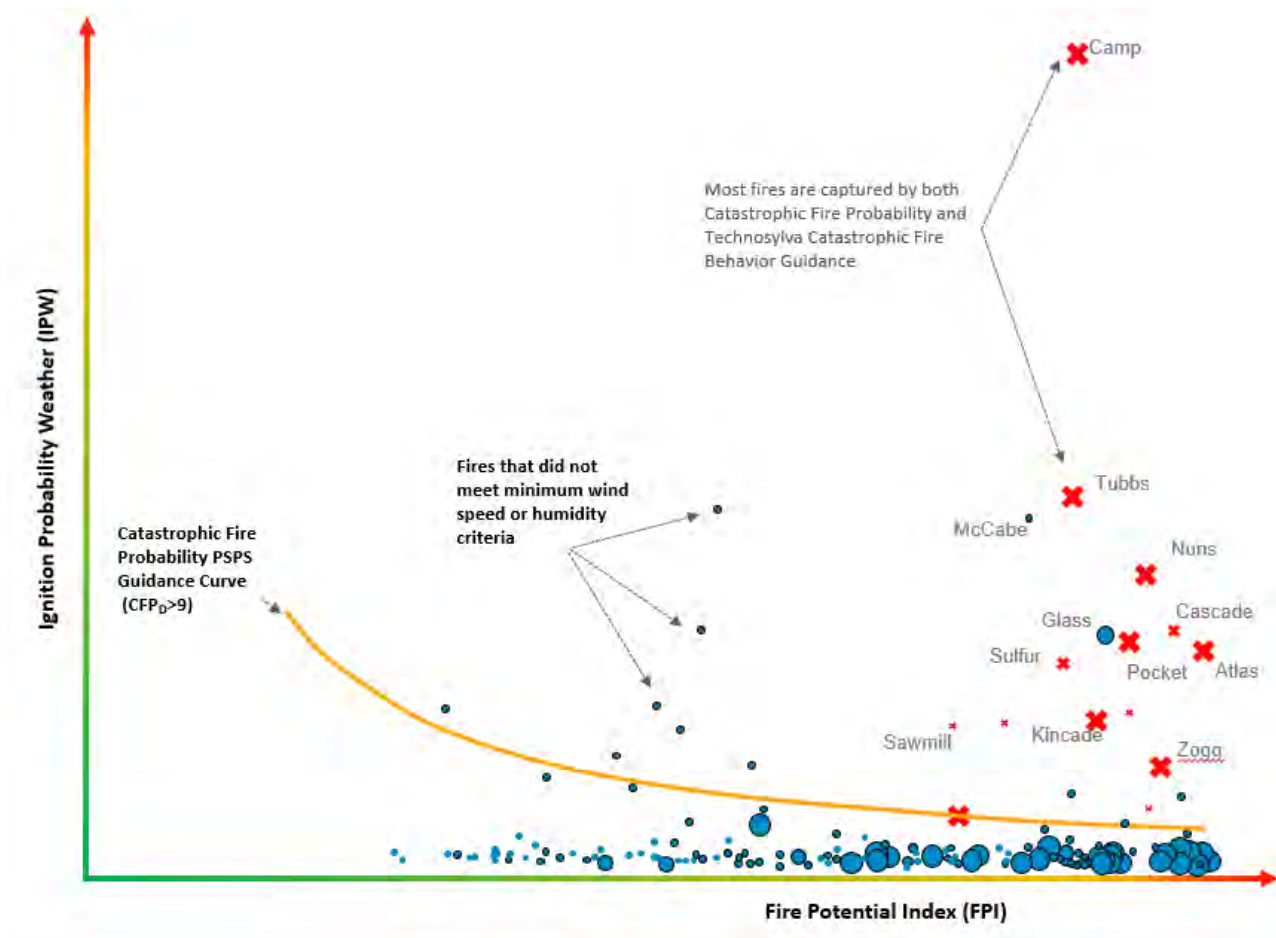 Camp
Most fires are captured by both
Catastrophic Fire Probability and
Technosylva Catastrophic Fire
Behavior Guidance
Ignition Probability Weather (IPW)
Fires that did not
meet minimum wind
speed or humidity
criteria
Tubbs
McCabe
Nuns
Catastrophic Fire
Probability PSPS
Guidance Curve
(CFPD>9)
Glass
Cascade
Sulfur
Pocket
Atlas
Sawmill
Kincade
Zogg
Fire Potential Index (FPI)